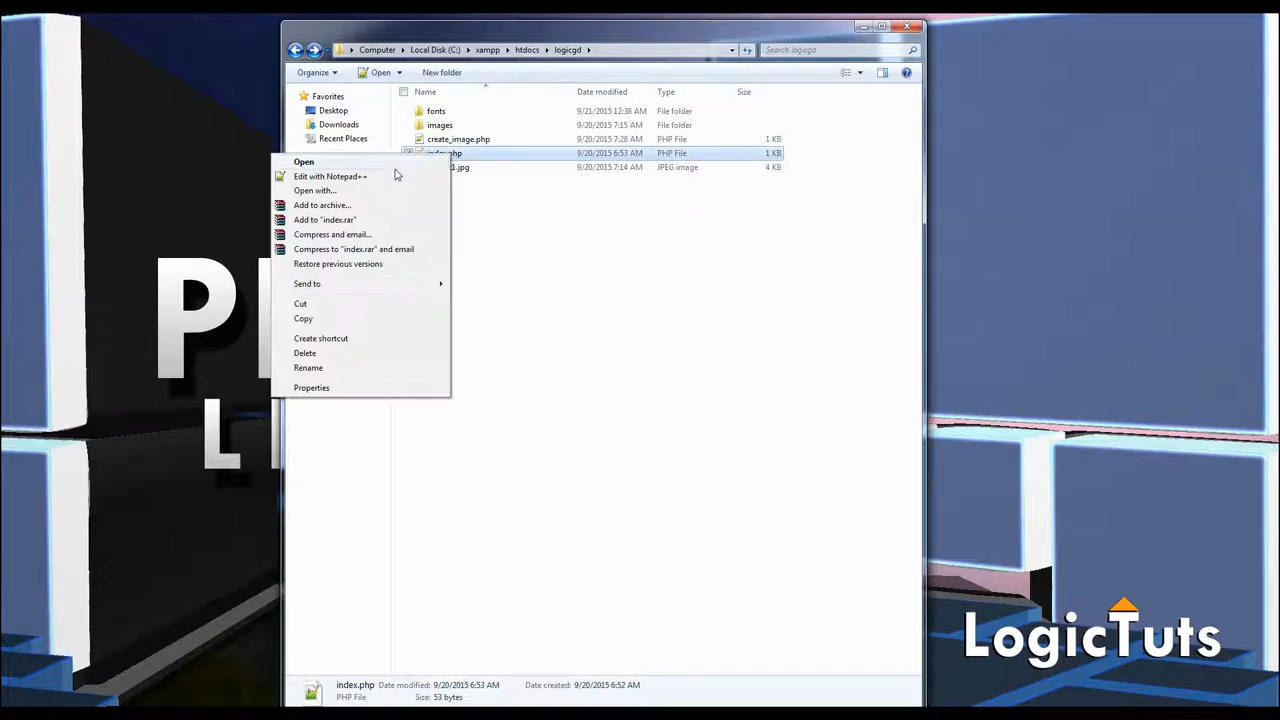 Computer ▸ Local Disk (C:) ▸ xampp ▸ htdocs ▸ logicgd ▸
Search logicgd
Organize Open New folder
Name Date modified Type Size
Favorites
Desktop
Downloads
Recent Places
fonts 9/21/2015 12:38 AM File folder
images 9/20/2015 7:15 AM File folder
create_image.php 9/20/2015 7:28 AM PHP File 1 KB
index.php 9/20/2015 6:53 AM PHP File 1 KB
1.jpg 9/20/2015 7:14 AM JPEG image 4 KB
Open
Edit with Notepad++
Open with...
Add to archive...
Add to "index.rar"
Compress and email...
Compress to "index.rar" and email
Restore previous versions
Send to
Cut
Copy
Create shortcut
Delete
Rename
Properties
P
L
LogicTuts
index.php Date modified: 9/20/2015 6:53 AM Date created: 9/20/2015 6:52 AM
PHP File Size: 53 bytes